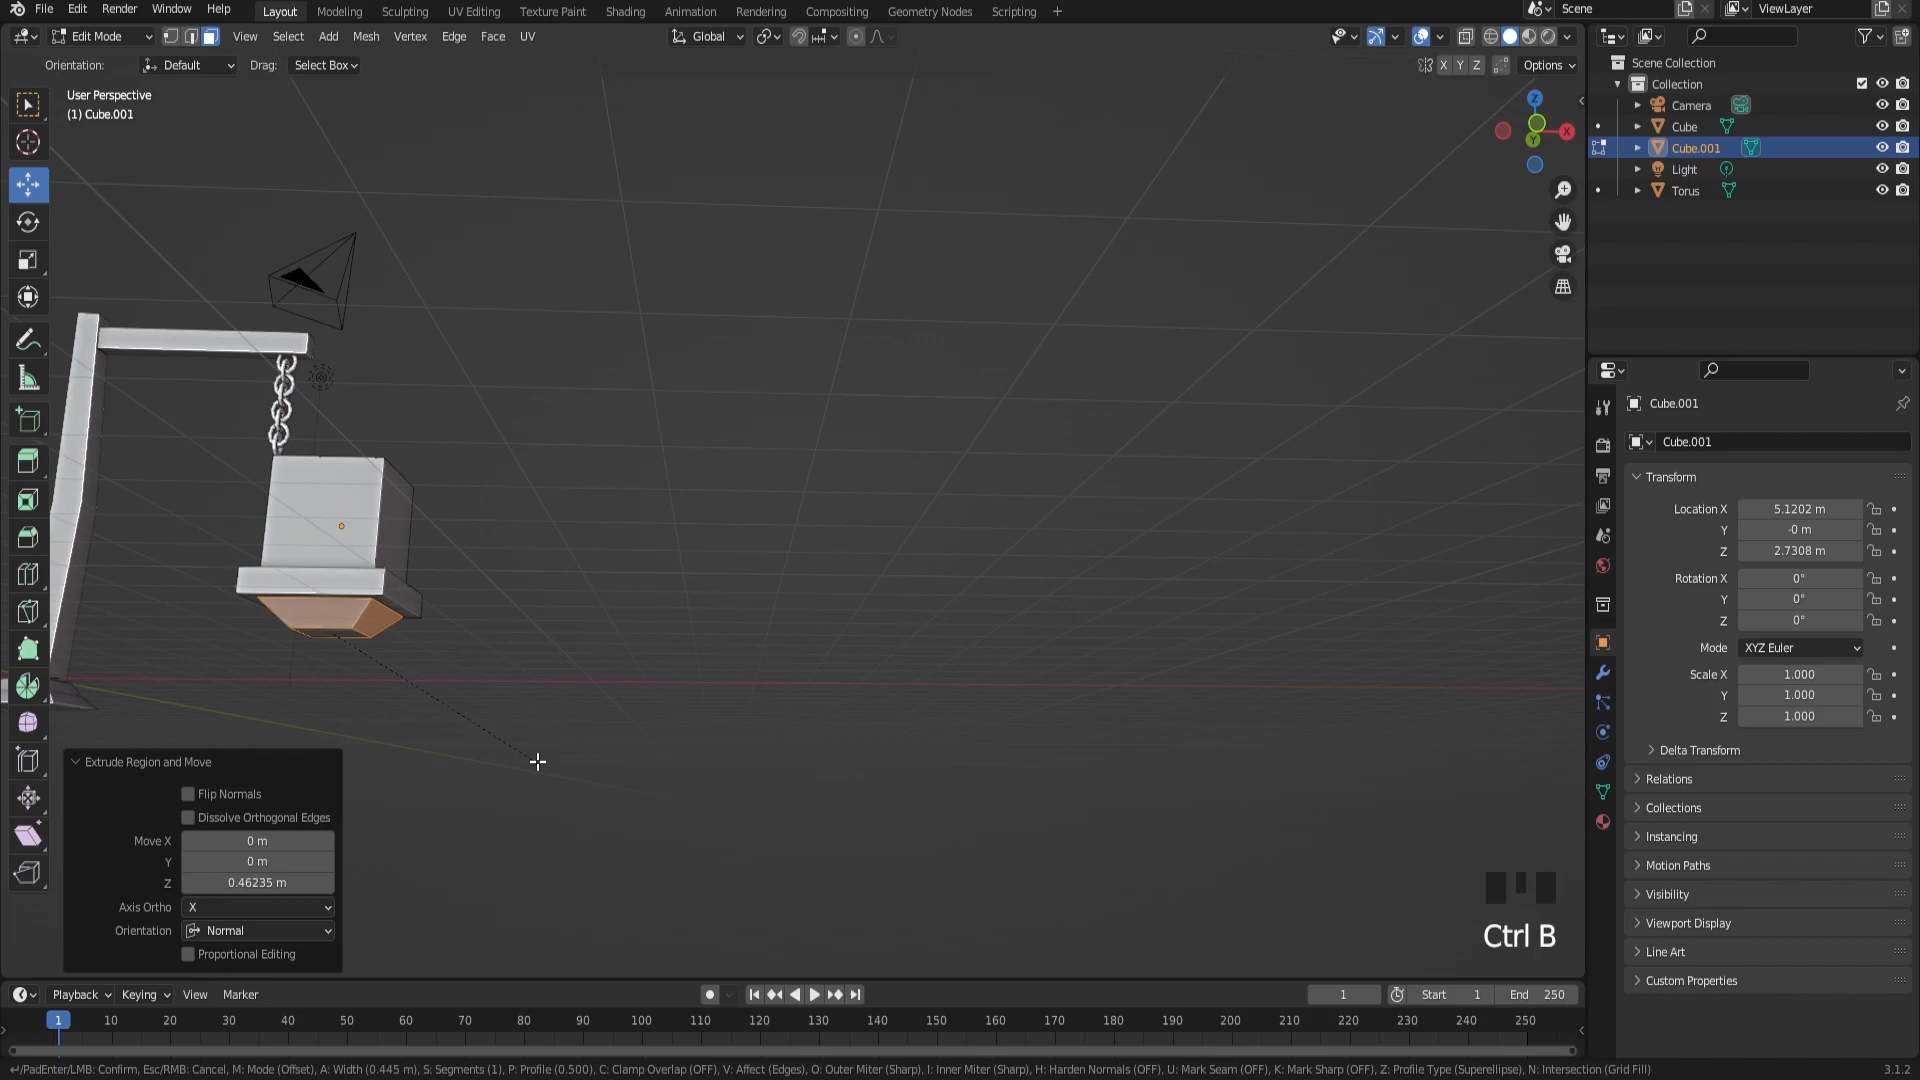 File Edit Render Window Help Layout Modeling Sculpting UV Editing Texture Paint Shading Animation Rendering Compositing Geometry Nodes Scripting + Scene ViewLayer
Edit Mode View Select Add Mesh Vertex Edge Face UV Global
Orientation: Default Drag: Select Box X Y Z Options
User Perspective
(1) Cube.001
Z
X
Y
Scene Collection
Collection
Camera
Cube
Cube.001
Light
Torus
Cube.001
Cube.001
Transform
Location X 5.1202 m
Y -0 m
Z 2.7308 m
Rotation X 0°
Y 0°
Z 0°
Mode XYZ Euler
Scale X 1.000
Y 1.000
Z 1.000
Delta Transform
Relations
Collections
Instancing
Motion Paths
Visibility
Viewport Display
Line Art
Custom Properties
Extrude Region and Move
Flip Normals
Dissolve Orthogonal Edges
Move X 0 m
Y 0 m
Z 0.46235 m
Axis Ortho X
Orientation Normal
Proportional Editing
Ctrl B
Playback Keying View Marker 1 Start 1 End 250
1 10 20 30 40 50 60 70 80 90 100 110 120 130 140 150 160 170 180 190 200 210 220 230 240 250
/PadEnter/LMB: Confirm, Esc/RMB: Cancel, M: Mode (Offset), A: Width (0.445 m), S: Segments (1), P: Profile (0.500), C: Clamp Overlap (OFF), V: Affect (Edges), O: Outer Miter (Sharp), I: Inner Miter (Sharp), H: Harden Normals (OFF), U: Mark Seam (OFF), K: Mark Sharp (OFF), Z: Profile Type (Superellipse), N: Intersection (Grid Fill) 3.1.2